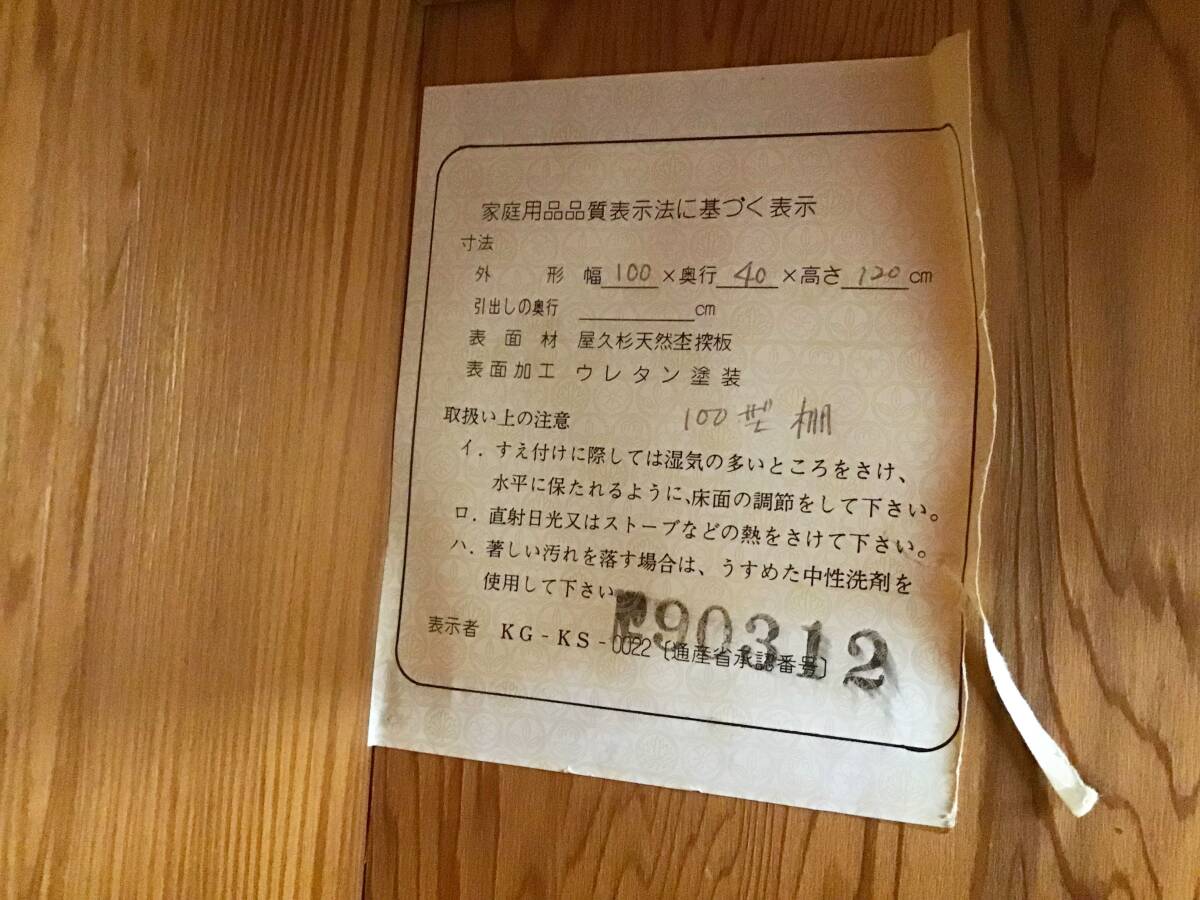 家庭用品品質表示法に基づく表示
寸法
外形 幅 100 ×奥行 40 ×高さ 120 cm
引出しの奥行 cm
表面材 屋久杉天然杢突板
表面加工 ウレタン塗装
取扱い上の注意 100型 棚
イ. すえ付けに際しては湿気の多いところをさけ、
水平に保たれるように、床面の調節をして下さい。
ロ. 直射日光又はストーブなどの熱をさけて下さい。
ハ. 著しい汚れを落す場合は、うすめた中性洗剤を
使用して下さい
90312
表示者 KG-KS-0022〔通産省承認番号〕